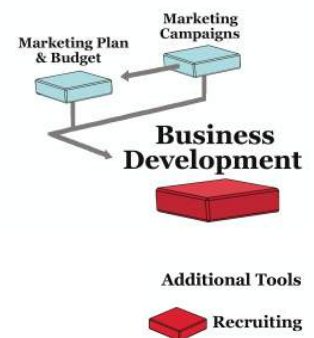 Marketing
Campaigns
Marketing Plan
& Budget
Business
Development
Additional Tools
Recruiting